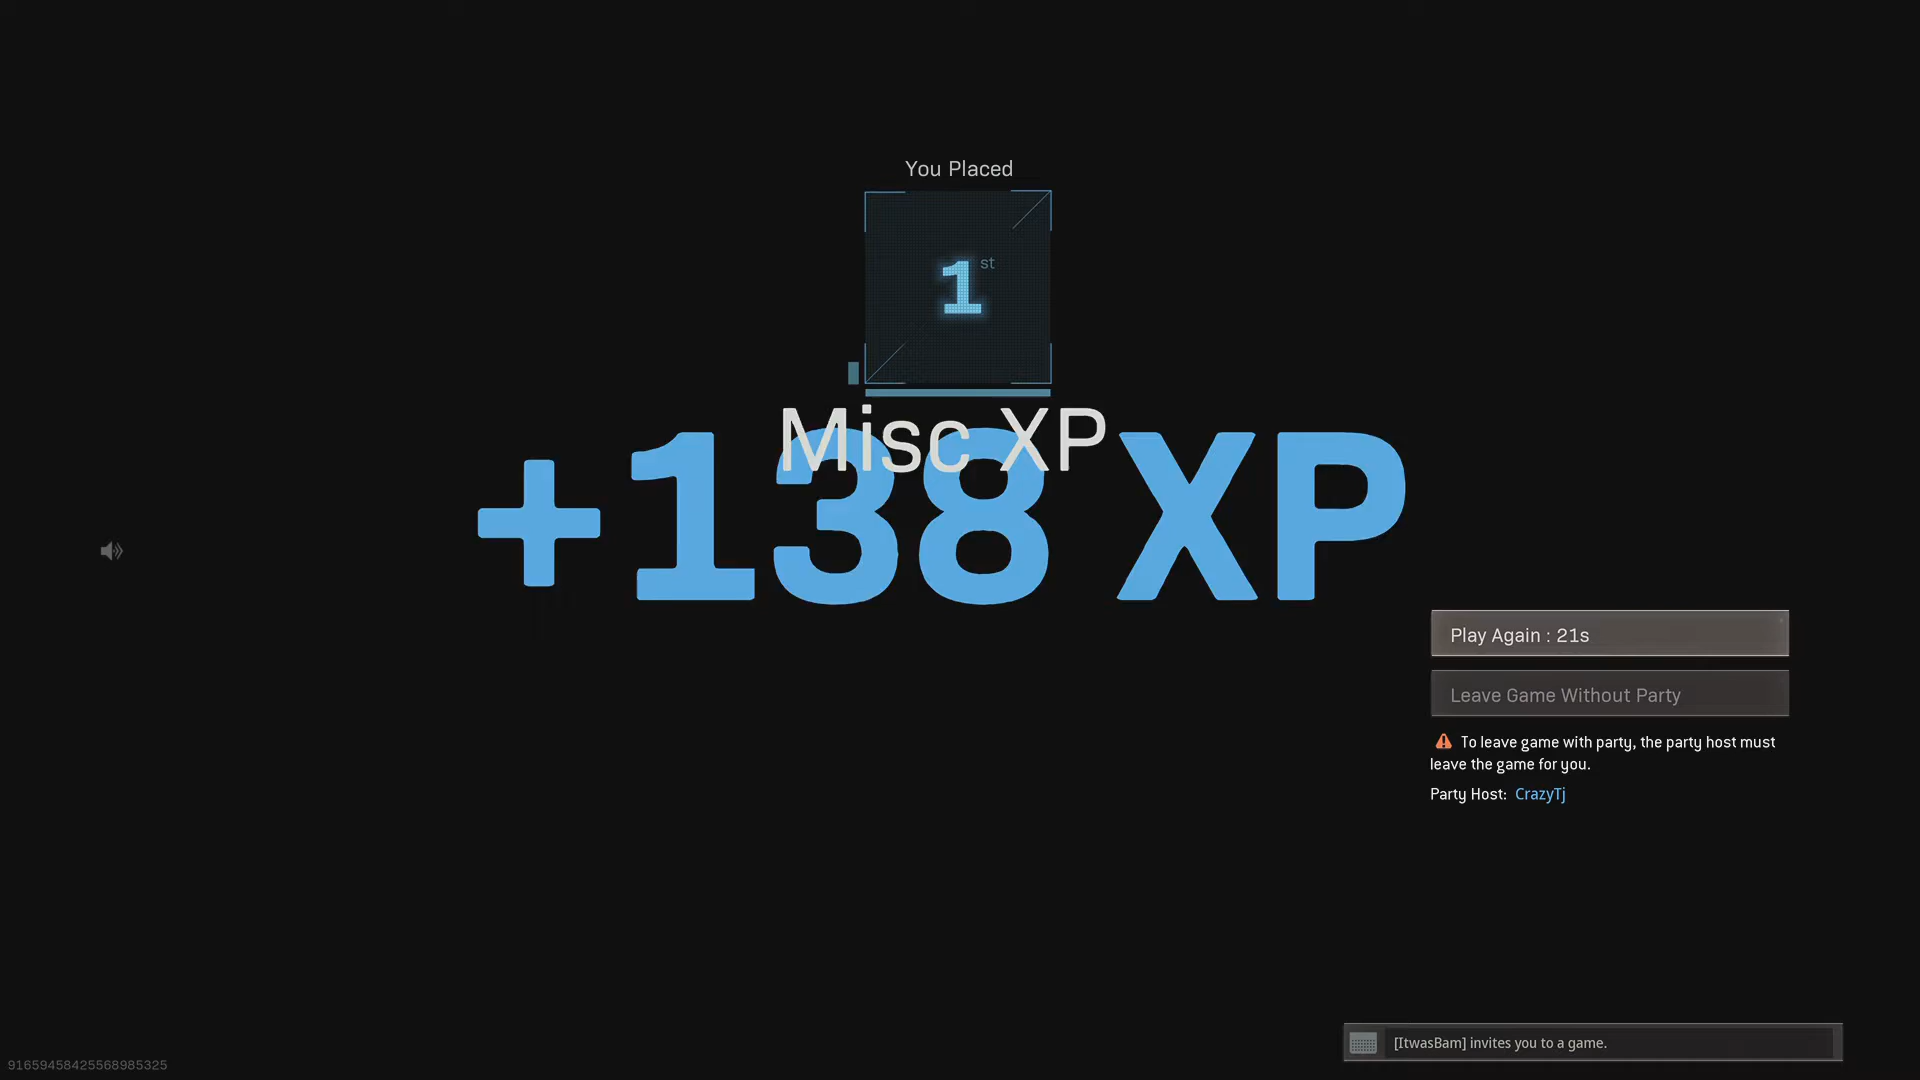 You Placed
1st
Misc XP
+138 XP
Play Again : 21s
Leave Game Without Party
To leave game with party, the party host must
leave the game for you.
Party Host: CrazyTj
[ItwasBam] invites you to a game.
91659458425568985325